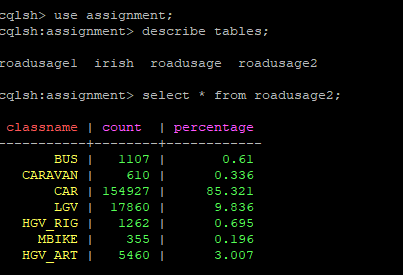 cqlsh> use assignment;
cqlsh:assignment> describe tables;
roadusage1  irish  roadusage  roadusage2
cqlsh:assignment> select * from roadusage2;
classname | count  | percentage
-----------+--------+------------
BUS |   1107 |       0.61
CARAVAN |    610 |      0.336
CAR | 154927 |     85.321
LGV |  17860 |      9.836
HGV_RIG |   1262 |      0.695
MBIKE |    355 |      0.196
HGV_ART |   5460 |      3.007